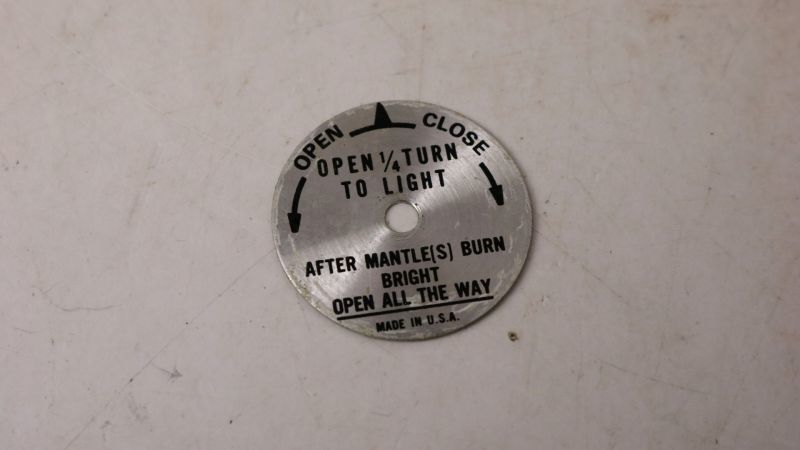 OPEN CLOSE
OPEN 1/4 TURN
TO LIGHT
AFTER MANTLE(S) BURN
BRIGHT
OPEN ALL THE WAY
MADE IN U.S.A.